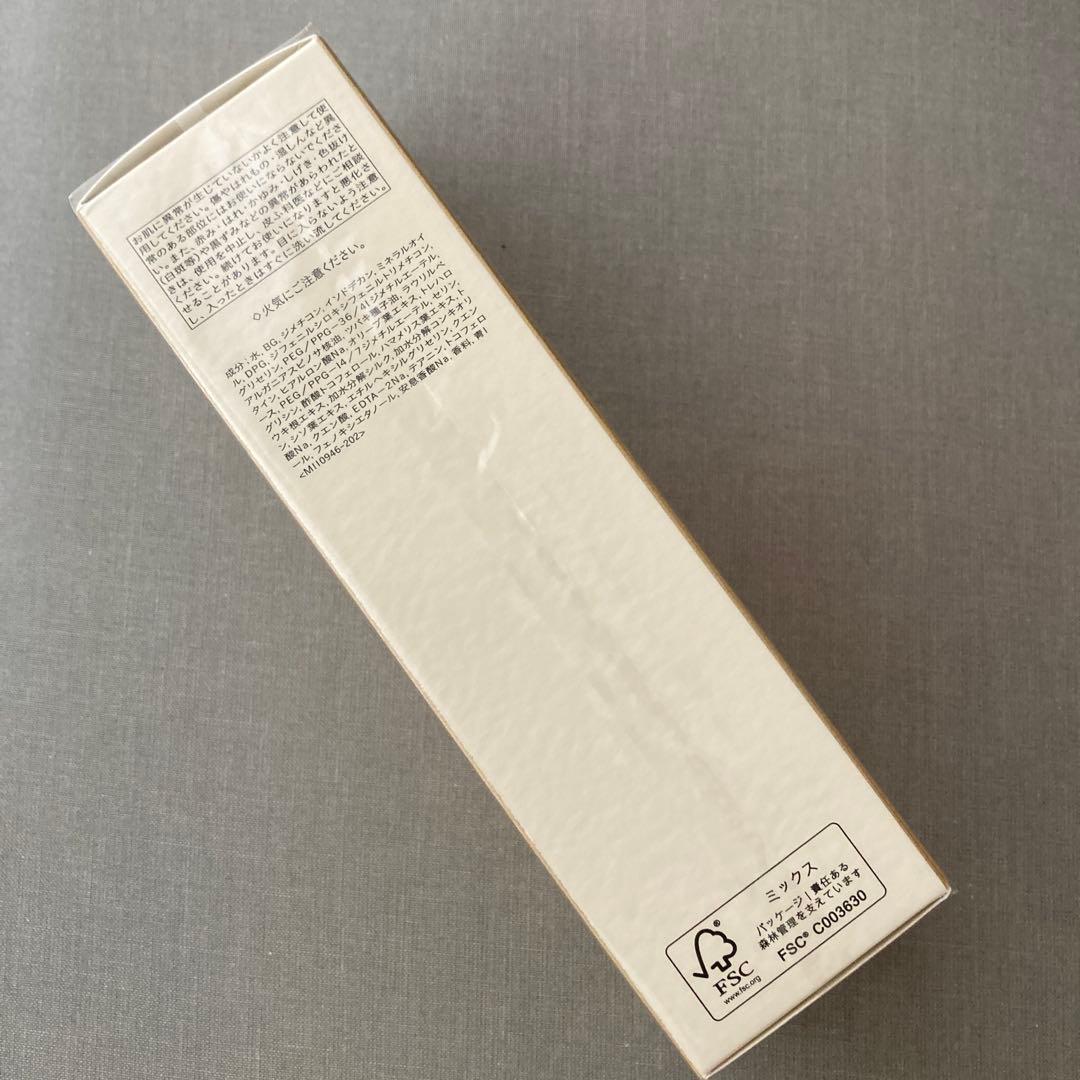 お肌に異常が生じていないかよく注意して使
用してください。傷やはれもの・湿しんなど異
常のある部位にはお使いにならないでくださ
い。また、赤み・はれ・かゆみ・しげき・色抜け
(白斑等)や黒ずみなどの異常があらわれたと
きは、使用を中止し、皮ふ科医などにご相談
ください。続けてお使いになりますと悪化さ
せることがあります。目に入らないよう注意
し、入ったときはすぐに洗い流してください。
◇火気にご注意ください。
成分:水,BG,ジメチコン,イソドデカン,ミネラルオイ
ル,DPG,ジフェニルシロキシフェニルトリメチコン,
グリセリン,PEG/PPG-36/41ジメチルエーテル,
アルガニアスピノサ核油,ツバキ種子油,ラウリルベ
タイン,ヒアルロン酸Na,オリーブ葉エキス,トレハロ
ース,PEG/PPG-14/7ジメチルエーテル,セリン,
グリシン,酢酸トコフェロール,ハマメリス葉エキス,トリ
ウキ根エキス,加水分解シルク,加水分解コンキオリ
ン,シソ葉エキス,エチルヘキシルグリセリン,クエン
酸Na,クエン酸,EDTA-2Na,テアニン,トコフェロ
ール,フェノキシエタノール,安息香酸Na,香料,青1
<MI10946-202>
ミックス
パッケージ|責任ある
森林管理を支えています
FSC® C003630
®
FSC
www.fsc.org